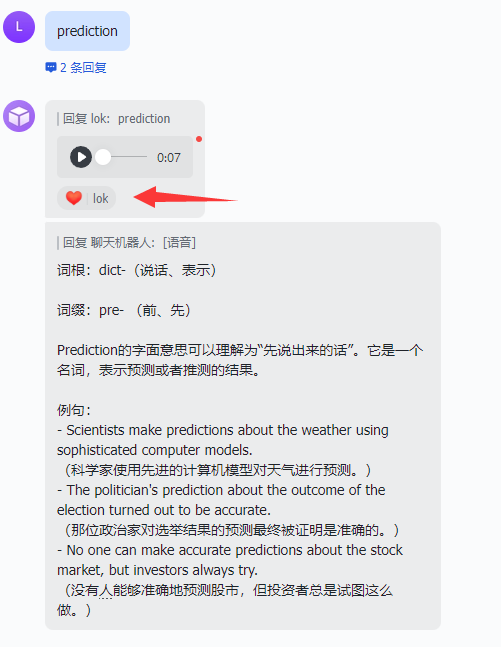 L
prediction
2 条回复
| 回复 lok：prediction
0:07
lok
| 回复 聊天机器人：[语音]
词根：dict-（说话、表示）
词缀：pre- （前、先）
Prediction的字面意思可以理解为“先说出来的话”。它是一个
名词，表示预测或者推测的结果。
例句：
- Scientists make predictions about the weather using
sophisticated computer models.
（科学家使用先进的计算机模型对天气进行预测。）
- The politician's prediction about the outcome of the
election turned out to be accurate.
（那位政治家对选举结果的预测最终被证明是准确的。）
- No one can make accurate predictions about the stock
market, but investors always try.
（没有人能够准确地预测股市，但投资者总是试图这么
做。）